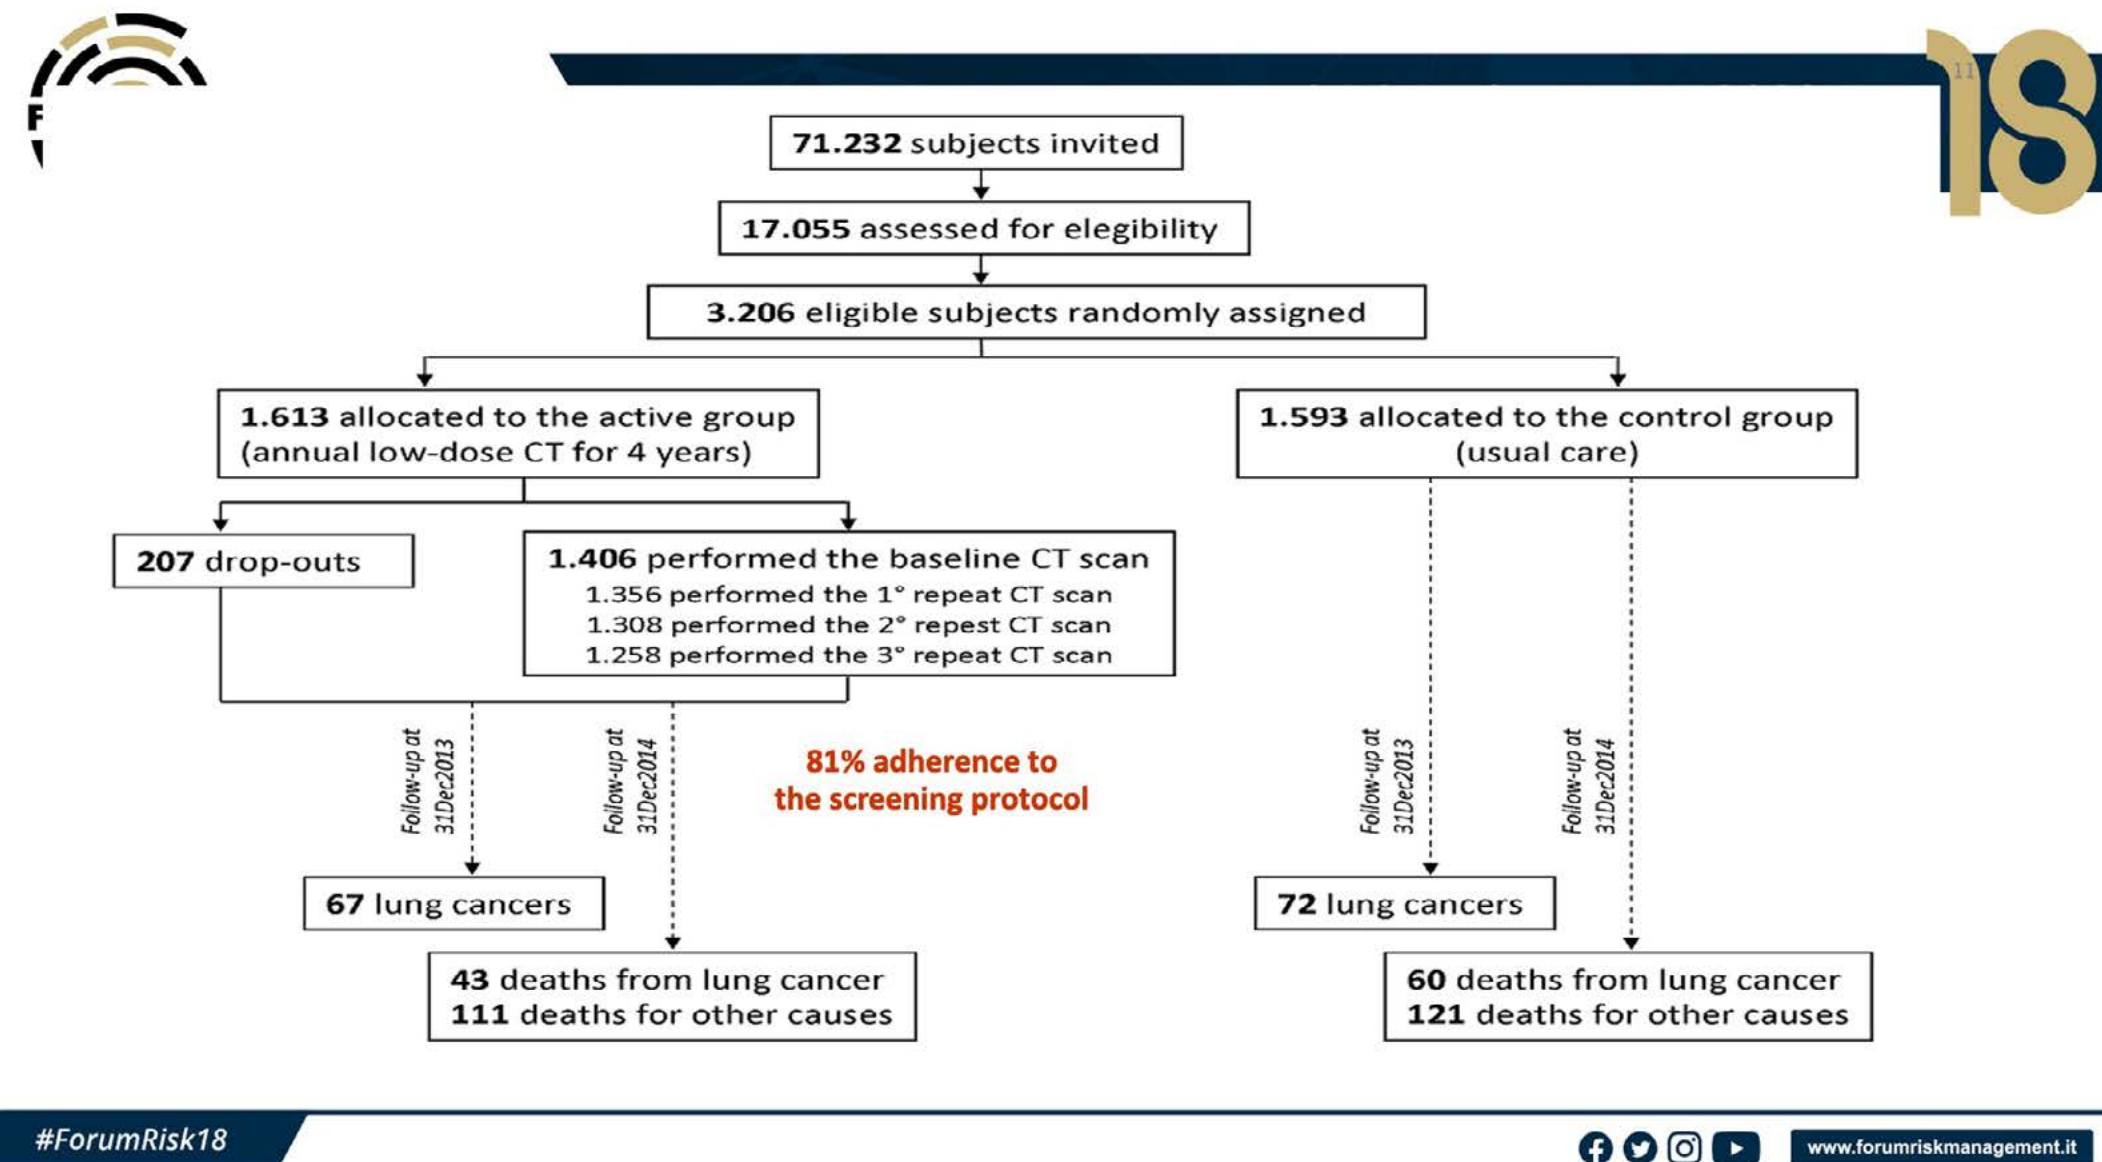 F
18
11
71.232 subjects invited
17.055 assessed for elegibility
3.206 eligible subjects randomly assigned
1.613 allocated to the active group
(annual low-dose CT for 4 years)
1.593 allocated to the control group
(usual care)
207 drop-outs
1.406 performed the baseline CT scan
1.356 performed the 1° repeat CT scan
1.308 performed the 2° repest CT scan
1.258 performed the 3° repeat CT scan
Follow-up at
31Dec2013
Follow-up at
31Dec2014
81% adherence to
the screening protocol
Follow-up at
31Dec2013
Follow-up at
31Dec2014
67 lung cancers
72 lung cancers
43 deaths from lung cancer
111 deaths for other causes
60 deaths from lung cancer
121 deaths for other causes
#ForumRisk18
www.forumriskmanagement.it